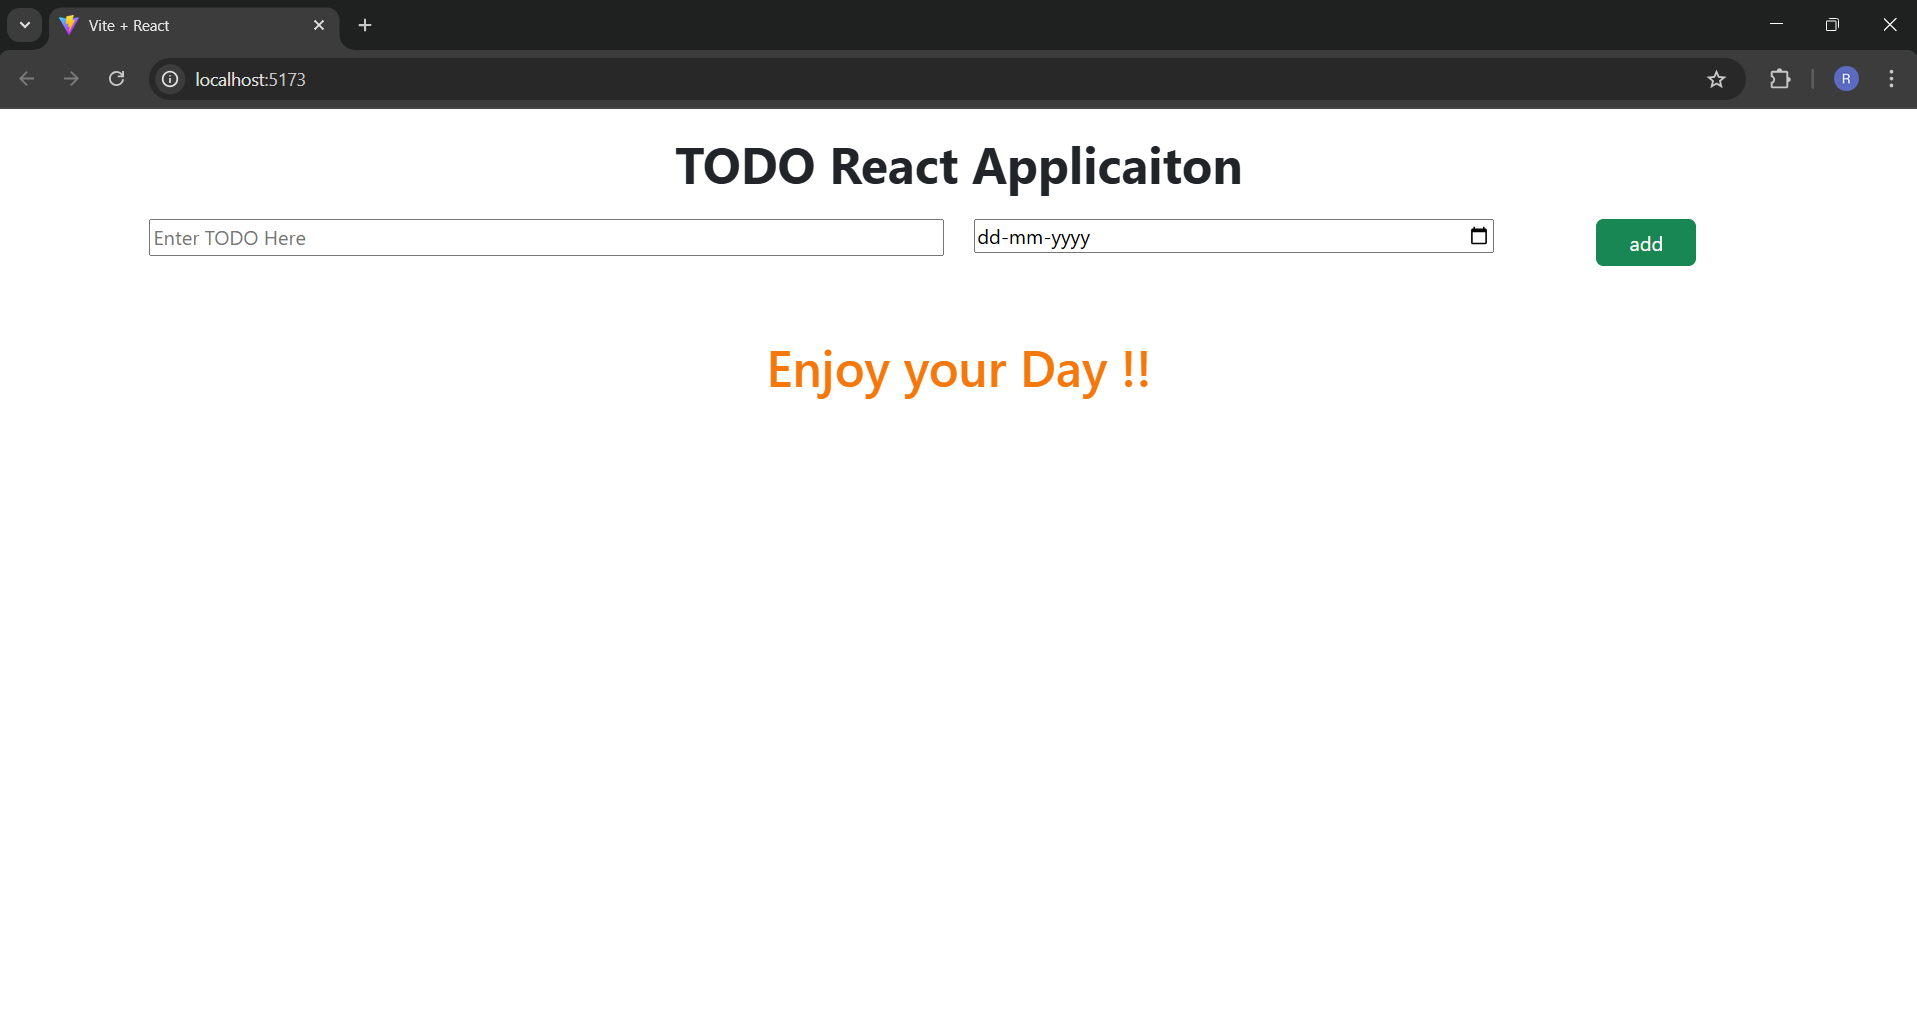 Vite + React
localhost:5173
R
TODO React Applicaiton
Enter TODO Here
dd-mm-yyyy
add
Enjoy your Day !!